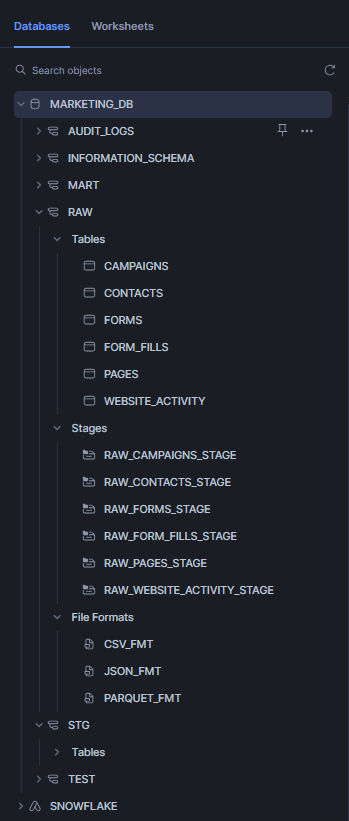 Databases Worksheets
Search objects
MARKETING_DB
AUDIT_LOGS
INFORMATION_SCHEMA
MART
RAW
Tables
CAMPAIGNS
CONTACTS
FORMS
FORM_FILLS
PAGES
WEBSITE_ACTIVITY
Stages
RAW_CAMPAIGNS_STAGE
RAW_CONTACTS_STAGE
RAW_FORMS_STAGE
RAW_FORM_FILLS_STAGE
RAW_PAGES_STAGE
RAW_WEBSITE_ACTIVITY_STAGE
File Formats
CSV_FMT
JSON_FMT
PARQUET_FMT
STG
Tables
TEST
SNOWFLAKE